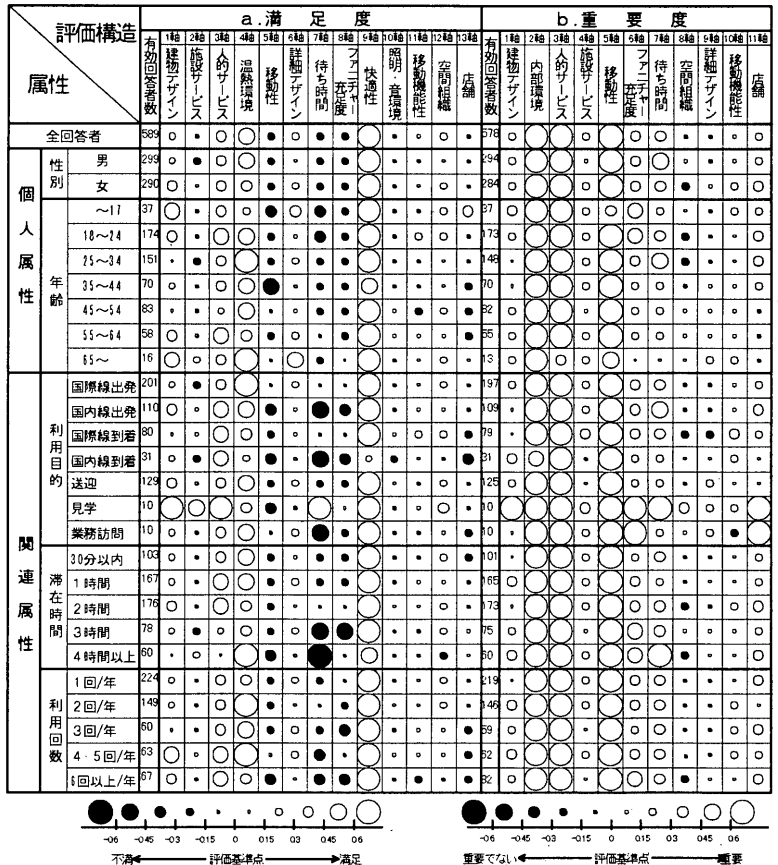 評価構造
属性
a.満足度
b.重要度
有効回答者数 1軸 2軸 3軸 4軸 5軸 6軸 7軸 8軸 9軸 10軸 11軸 12軸 13軸 有効回答者数 1軸 2軸 3軸 4軸 5軸 6軸 7軸 8軸 9軸 10軸 11軸
建物デザイン 施設サービス 人的サービス 温熱環境 移動性 詳細デザイン 待ち時間 ファニチャー充足度 快適性 照明・音環境 移動機能性 空間組織 店舗
建物デザイン 内部環境 人的サービス 施設サービス 移動性 ファニチャー充足度 待ち時間 空間組織 詳細デザイン 移動機能性 店舗
全回答者 589 578
個人属性
性別
男 299 294
女 290 284
年齢
〜17 37 37
18〜24 174 173
25〜34 151 148
35〜44 70 70
45〜54 83 82
55〜64 58 55
65〜 16 13
関連属性
利用目的
国際線出発 201 197
国内線出発 110 109
国際線到着 80 79
国内線到着 31 31
送迎 129 125
見学 10 10
業務訪問 10 10
滞在時間
30分以内 103 101
1時間 167 165
2時間 176 173
3時間 78 75
4時間以上 60 60
利用回数
1回/年 224 219
2回/年 149 146
3回/年 60 59
4・5回/年 63 62
6回以上/年 67 82
-0.6 -0.45 -0.3 -0.15 0 0.15 0.3 0.45 0.6
-0.6 -0.45 -0.3 -0.15 0 0.15 0.3 0.45 0.6
不満 評価基準点 満足
重要でない 評価基準点 重要